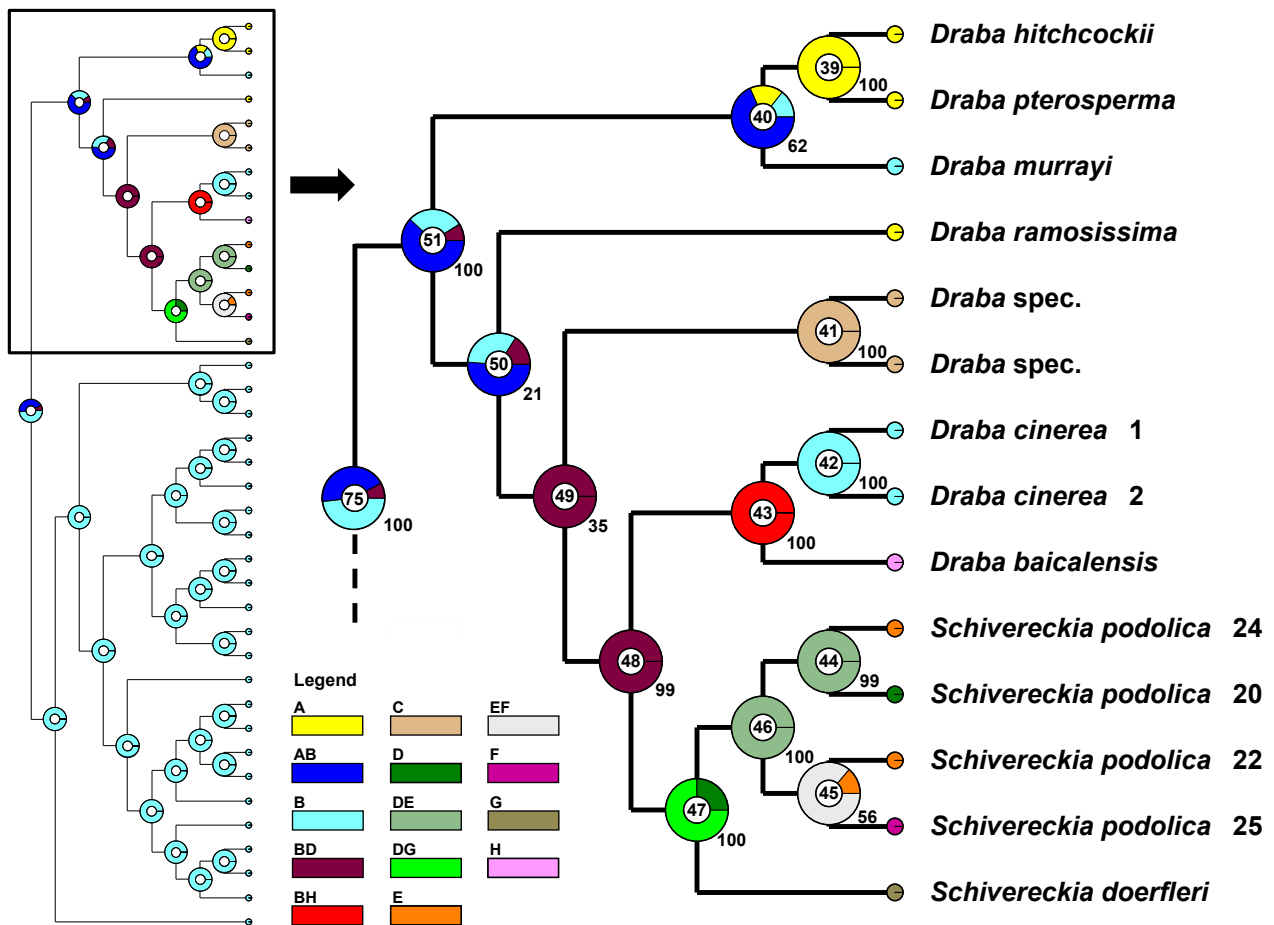 Draba hitchcockii
39
100
Draba pterosperma
40
62
Draba murrayi
Draba ramosissima
51
100
Draba spec.
41
100
50
21
Draba spec.
Draba cinerea 1
42
100
75
100
49
35
Draba cinerea 2
43
100
Draba baicalensis
Schivereckia podolica 24
44
99
48
99
Schivereckia podolica 20
46
100
Schivereckia podolica 22
45
56
47
100
Schivereckia podolica 25
Schivereckia doerfleri
Legend
A C EF
AB D F
B DE G
BD DG H
BH E